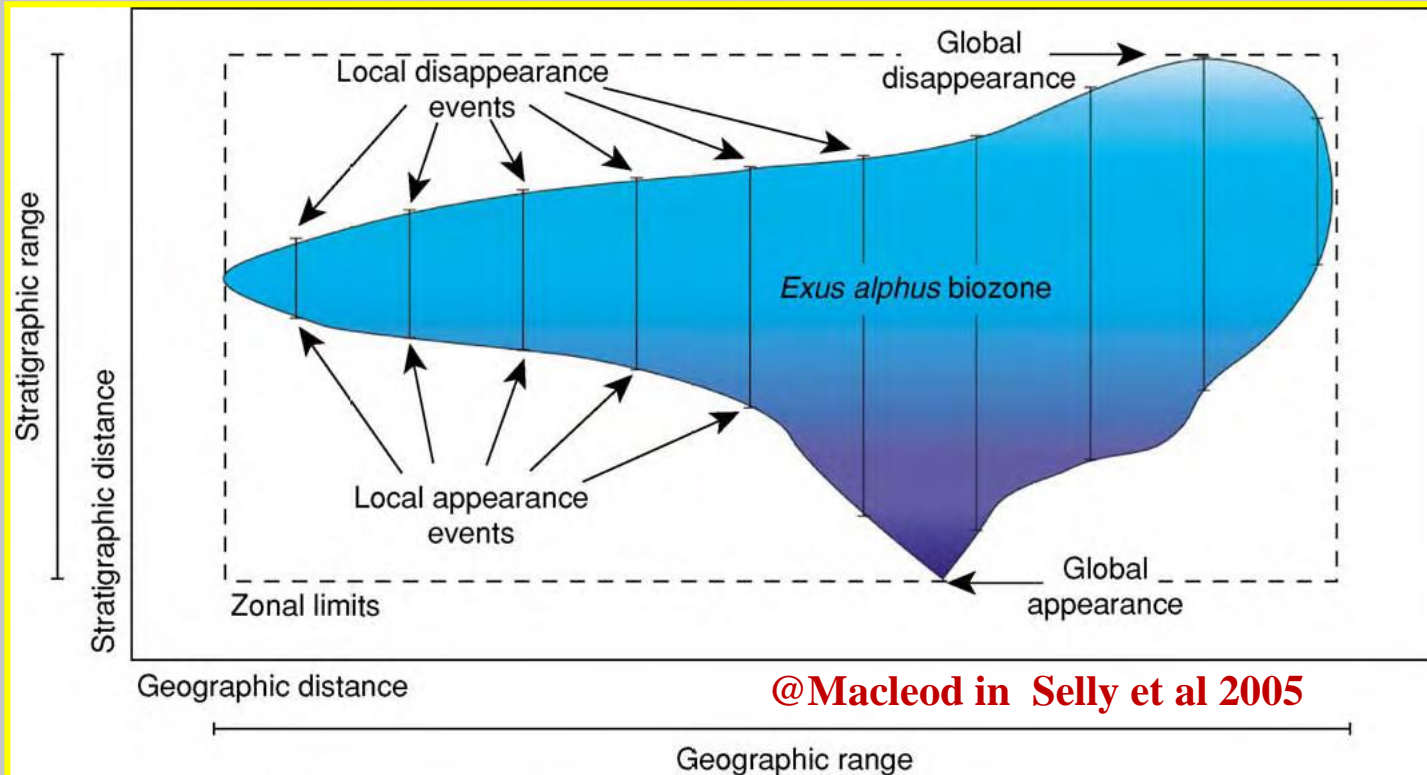 Global
disappearance
Local disappearance
events
Stratigraphic range
Stratigraphic distance
Exus alphus biozone
Local appearance
events
Global
appearance
Zonal limits
Geographic distance
@Macleod in Selly et al 2005
Geographic range